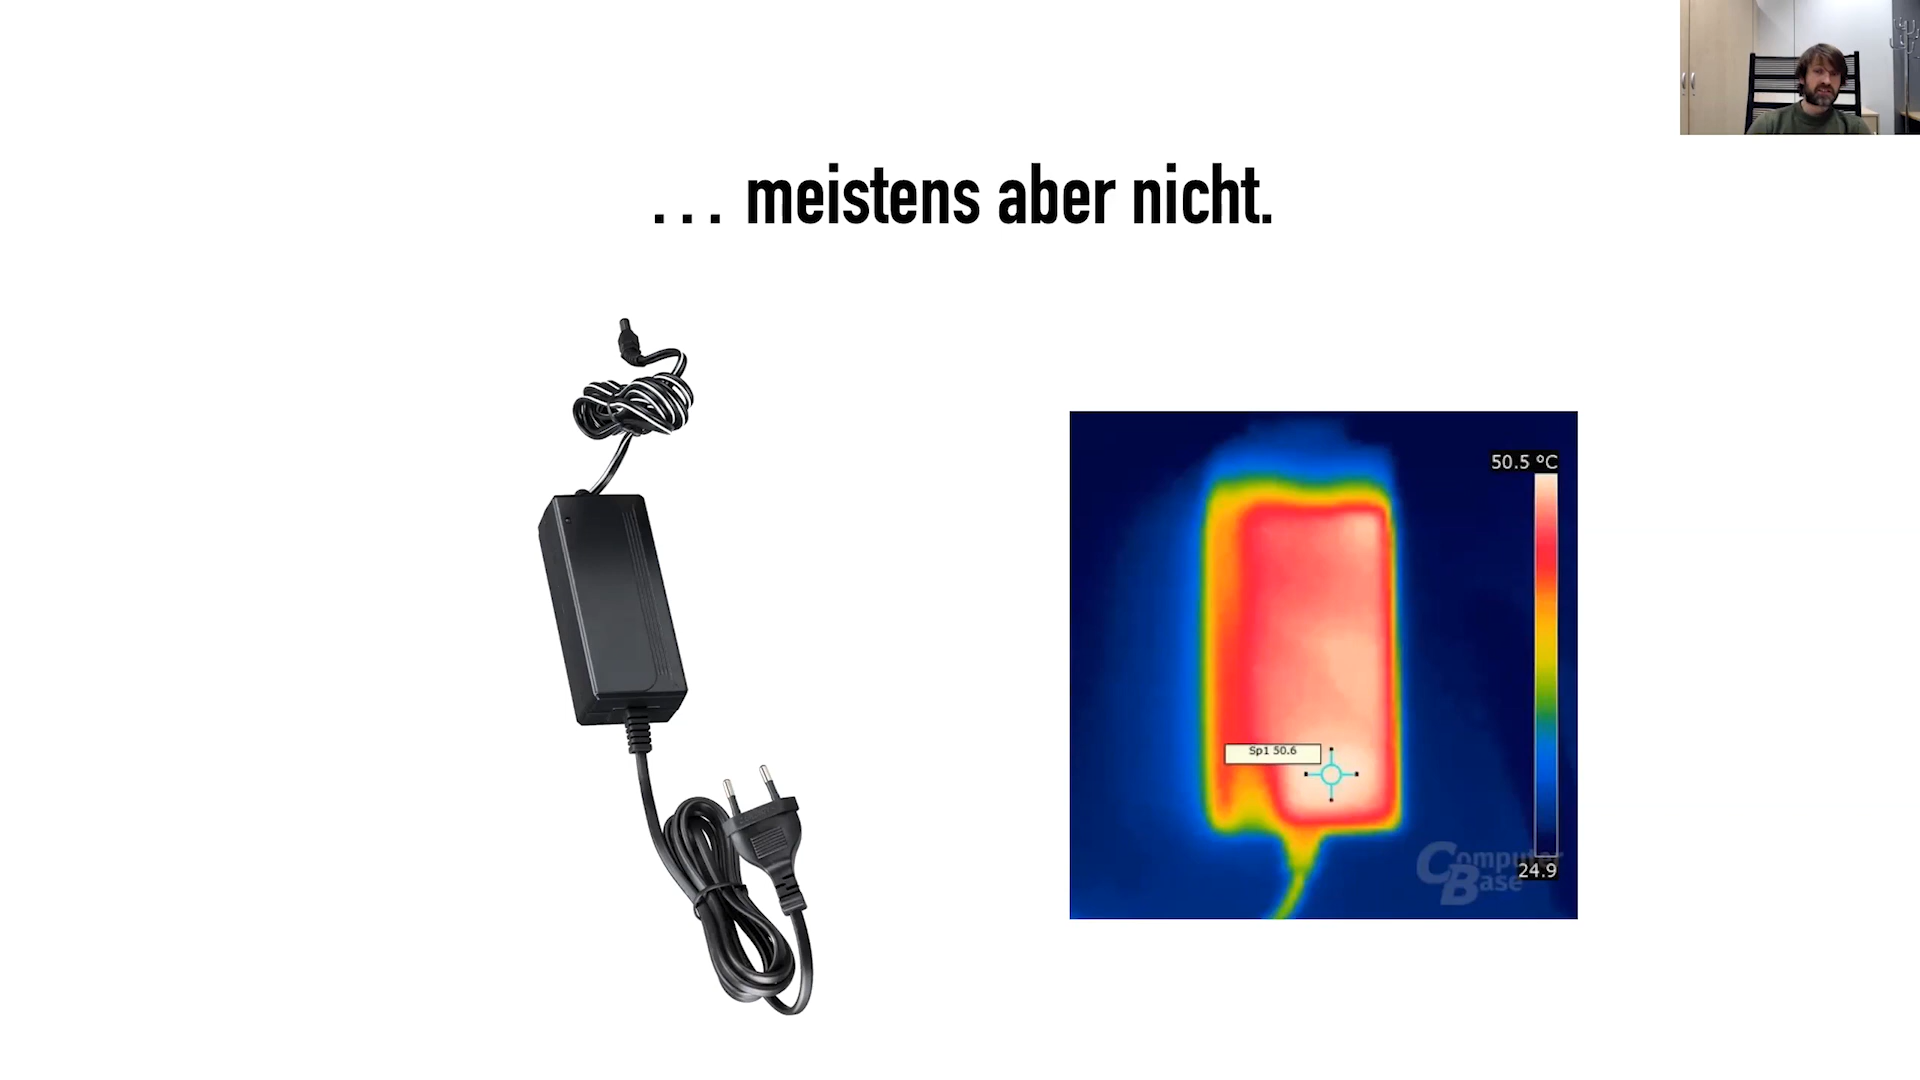 ... meistens aber nicht.
50.5 °C
Sp1 50.6
Computer
Base
24.9